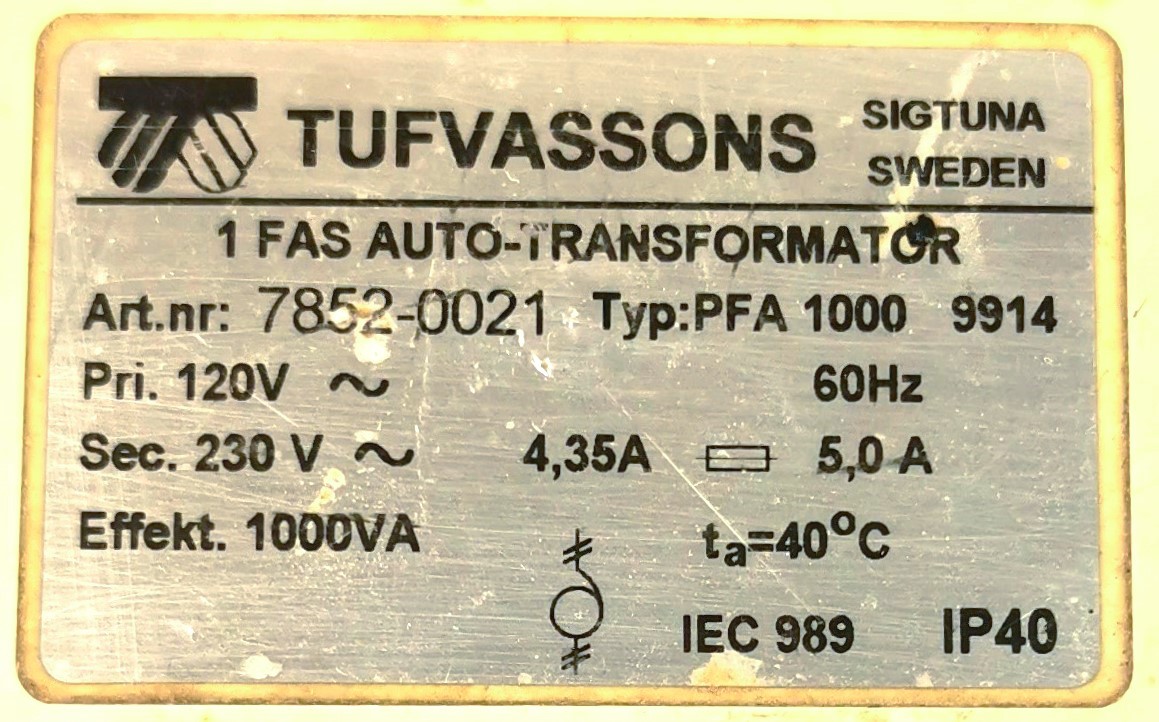 TUFVASSONS SIGTUNA
SWEDEN
1 FAS AUTO-TRANSFORMATOR
Art.nr: 7852-0021 Typ:PFA 1000 9914
Pri. 120V ~ 60Hz
Sec. 230 V ~ 4,35A 5,0 A
Effekt. 1000VA ta=40°C
IEC 989 IP40